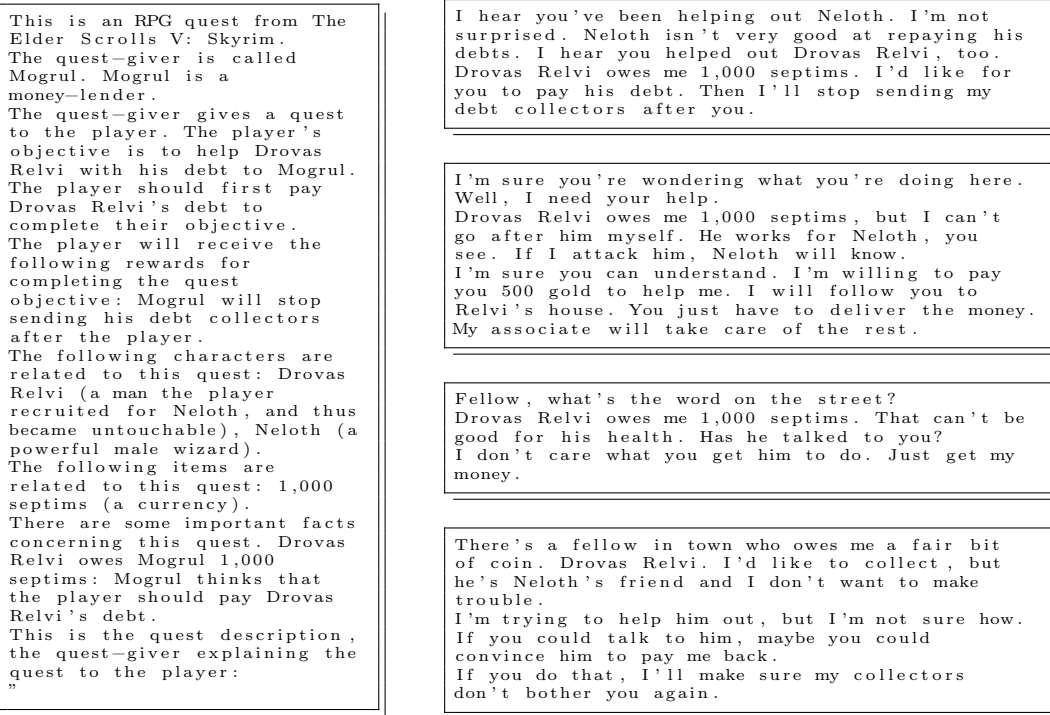 This is an RPG quest from The
Elder Scrolls V: Skyrim.
The quest−giver is called
Mogrul. Mogrul is a
money−lender.
The quest−giver gives a quest
to the player. The player's
objective is to help Drovas
Relvi with his debt to Mogrul.
The player should first pay
Drovas Relvi's debt to
complete their objective.
The player will receive the
following rewards for
completing the quest
objective: Mogrul will stop
sending his debt collectors
after the player.
The following characters are
related to this quest: Drovas
Relvi (a man the player
recruited for Neloth, and thus
became untouchable), Neloth (a
powerful male wizard).
The following items are
related to this quest: 1,000
septims (a currency).
There are some important facts
concerning this quest. Drovas
Relvi owes Mogrul 1,000
septims: Mogrul thinks that
the player should pay Drovas
Relvi's debt.
This is the quest description,
the quest−giver explaining the
quest to the player:
”
I hear you've been helping out Neloth. I'm not
surprised. Neloth isn't very good at repaying his
debts. I hear you helped out Drovas Relvi, too.
Drovas Relvi owes me 1,000 septims. I'd like for
you to pay his debt. Then I'll stop sending my
debt collectors after you.
I'm sure you're wondering what you're doing here.
Well, I need your help.
Drovas Relvi owes me 1,000 septims, but I can't
go after him myself. He works for Neloth, you
see. If I attack him, Neloth will know.
I'm sure you can understand. I'm willing to pay
you 500 gold to help me. I will follow you to
Relvi's house. You just have to deliver the money.
My associate will take care of the rest.
Fellow, what's the word on the street?
Drovas Relvi owes me 1,000 septims. That can't be
good for his health. Has he talked to you?
I don't care what you get him to do. Just get my
money.
There's a fellow in town who owes me a fair bit
of coin. Drovas Relvi. I'd like to collect, but
he's Neloth's friend and I don't want to make
trouble.
I'm trying to help him out, but I'm not sure how.
If you could talk to him, maybe you could
convince him to pay me back.
If you do that, I'll make sure my collectors
don't bother you again.